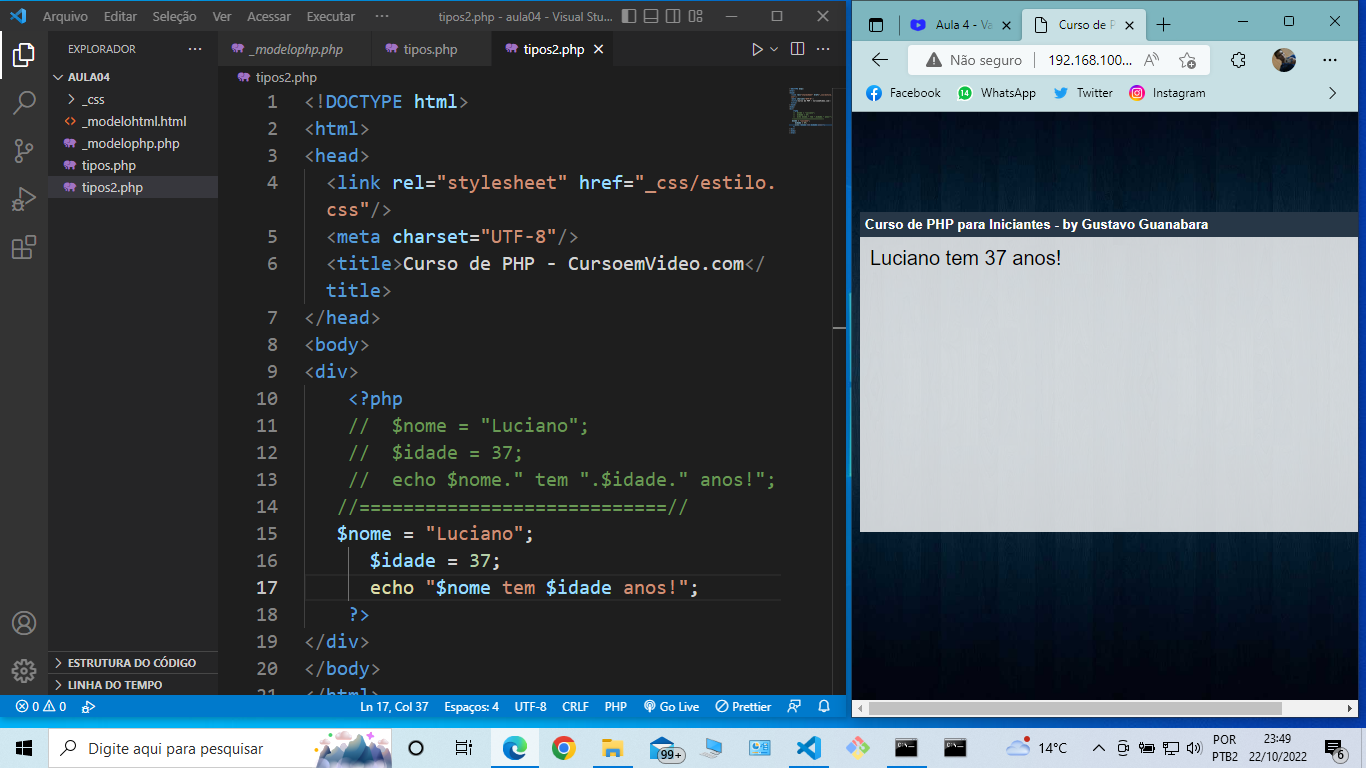 Arquivo Editar Seleção Ver Acessar Executar ··· tipos2.php - aula04 - Visual Stu...
EXPLORADOR ···
AULA04
_css
_modelohtml.html
_modelophp.php
tipos.php
tipos2.php
ESTRUTURA DO CÓDIGO
LINHA DO TEMPO
_modelophp.php tipos.php tipos2.php
tipos2.php
1 <!DOCTYPE html>
2 <html>
3 <head>
4 <link rel="stylesheet" href="_css/estilo.
css"/>
5 <meta charset="UTF-8"/>
6 <title>Curso de PHP - CursoemVideo.com</
title>
7 </head>
8 <body>
9 <div>
10 <?php
11 // $nome = "Luciano";
12 // $idade = 37;
13 // echo $nome." tem ".$idade." anos!";
14 //============================//
15 $nome = "Luciano";
16 $idade = 37;
17 echo "$nome tem $idade anos!";
18 ?>
19 </div>
20 </body>
21 </html>
0 0 Ln 17, Col 37 Espaços: 4 UTF-8 CRLF PHP Go Live Prettier
Aula 4 - Va Curso de P
Não seguro 192.168.100...
Facebook 14 WhatsApp Twitter Instagram
Curso de PHP para Iniciantes - by Gustavo Guanabara
Luciano tem 37 anos!
Digite aqui para pesquisar 99+ 14°C POR PTB2 23:49 22/10/2022 6